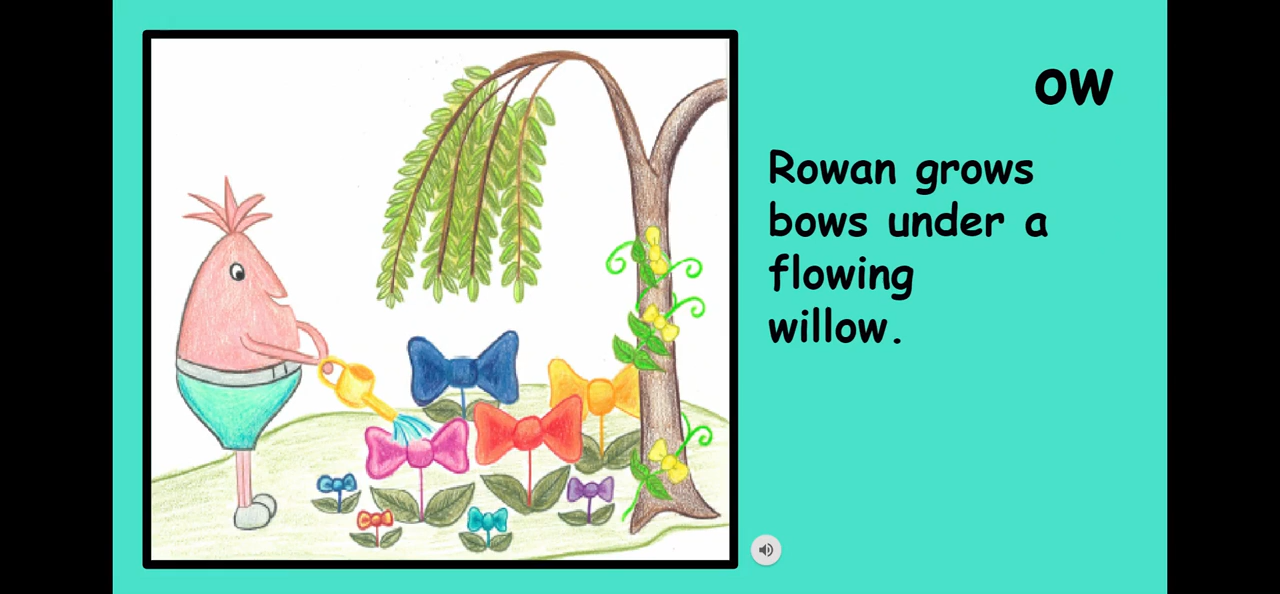 ow
Rowan grows
bows under a
flowing
willow.